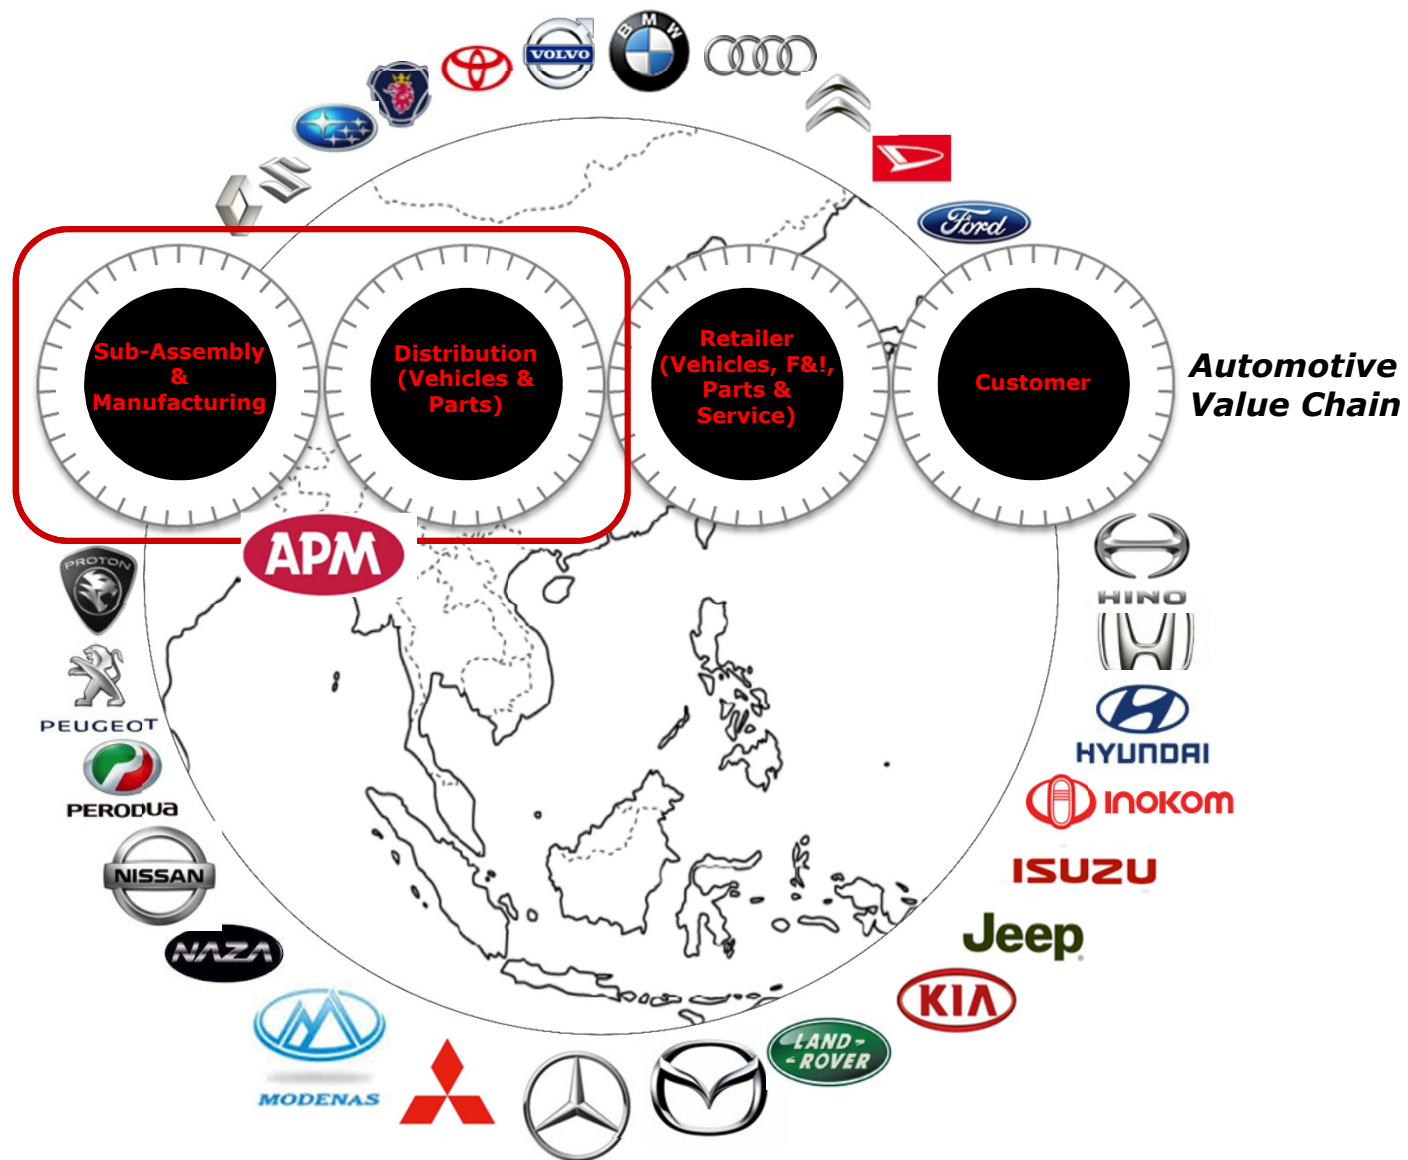 VOLVO
BMW
Ford
Sub-Assembly
&
Manufacturing
Distribution
(Vehicles &
Parts)
Retailer
(Vehicles, F&!,
Parts &
Service)
Customer
Automotive
Value Chain
APM
PROTON
HINO
PEUGEOT
HYUNDAI
PERODUA
INOKOM
NISSAN
ISUZU
NAZA
Jeep
KIA
MODENAS
LAND-
-ROVER